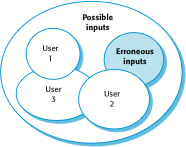 Possible
inputs
User
1
Erroneous
inputs
User
3
User
2